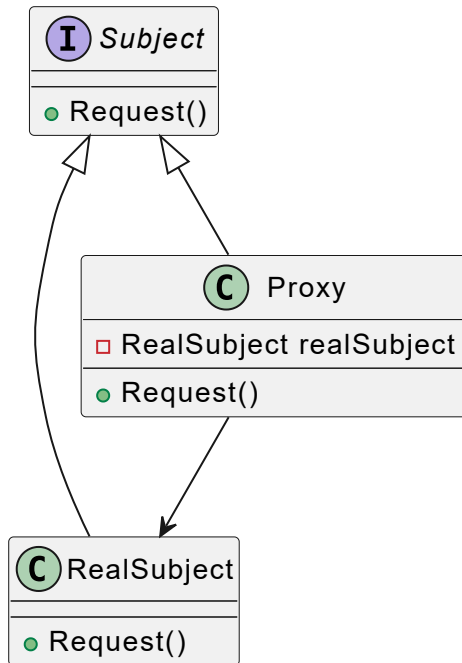 I Subject
Request()
C Proxy
RealSubject realSubject
Request()
C RealSubject
Request()